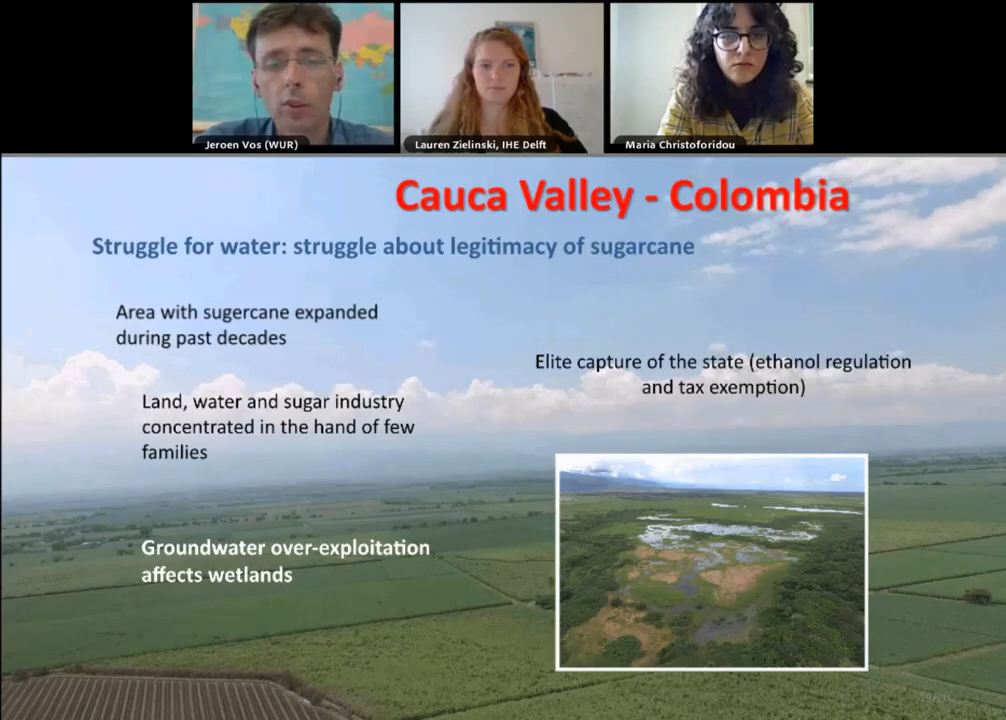 Jeroen Vos (WUR)
Lauren Zielinski, IHE Delft
Maria Christoforidou
Cauca Valley - Colombia
Struggle for water: struggle about legitimacy of sugarcane
Area with sugercane expanded
during past decades
Elite capture of the state (ethanol regulation
and tax exemption)
Land, water and sugar industry
concentrated in the hand of few
families
Groundwater over-exploitation
affects wetlands